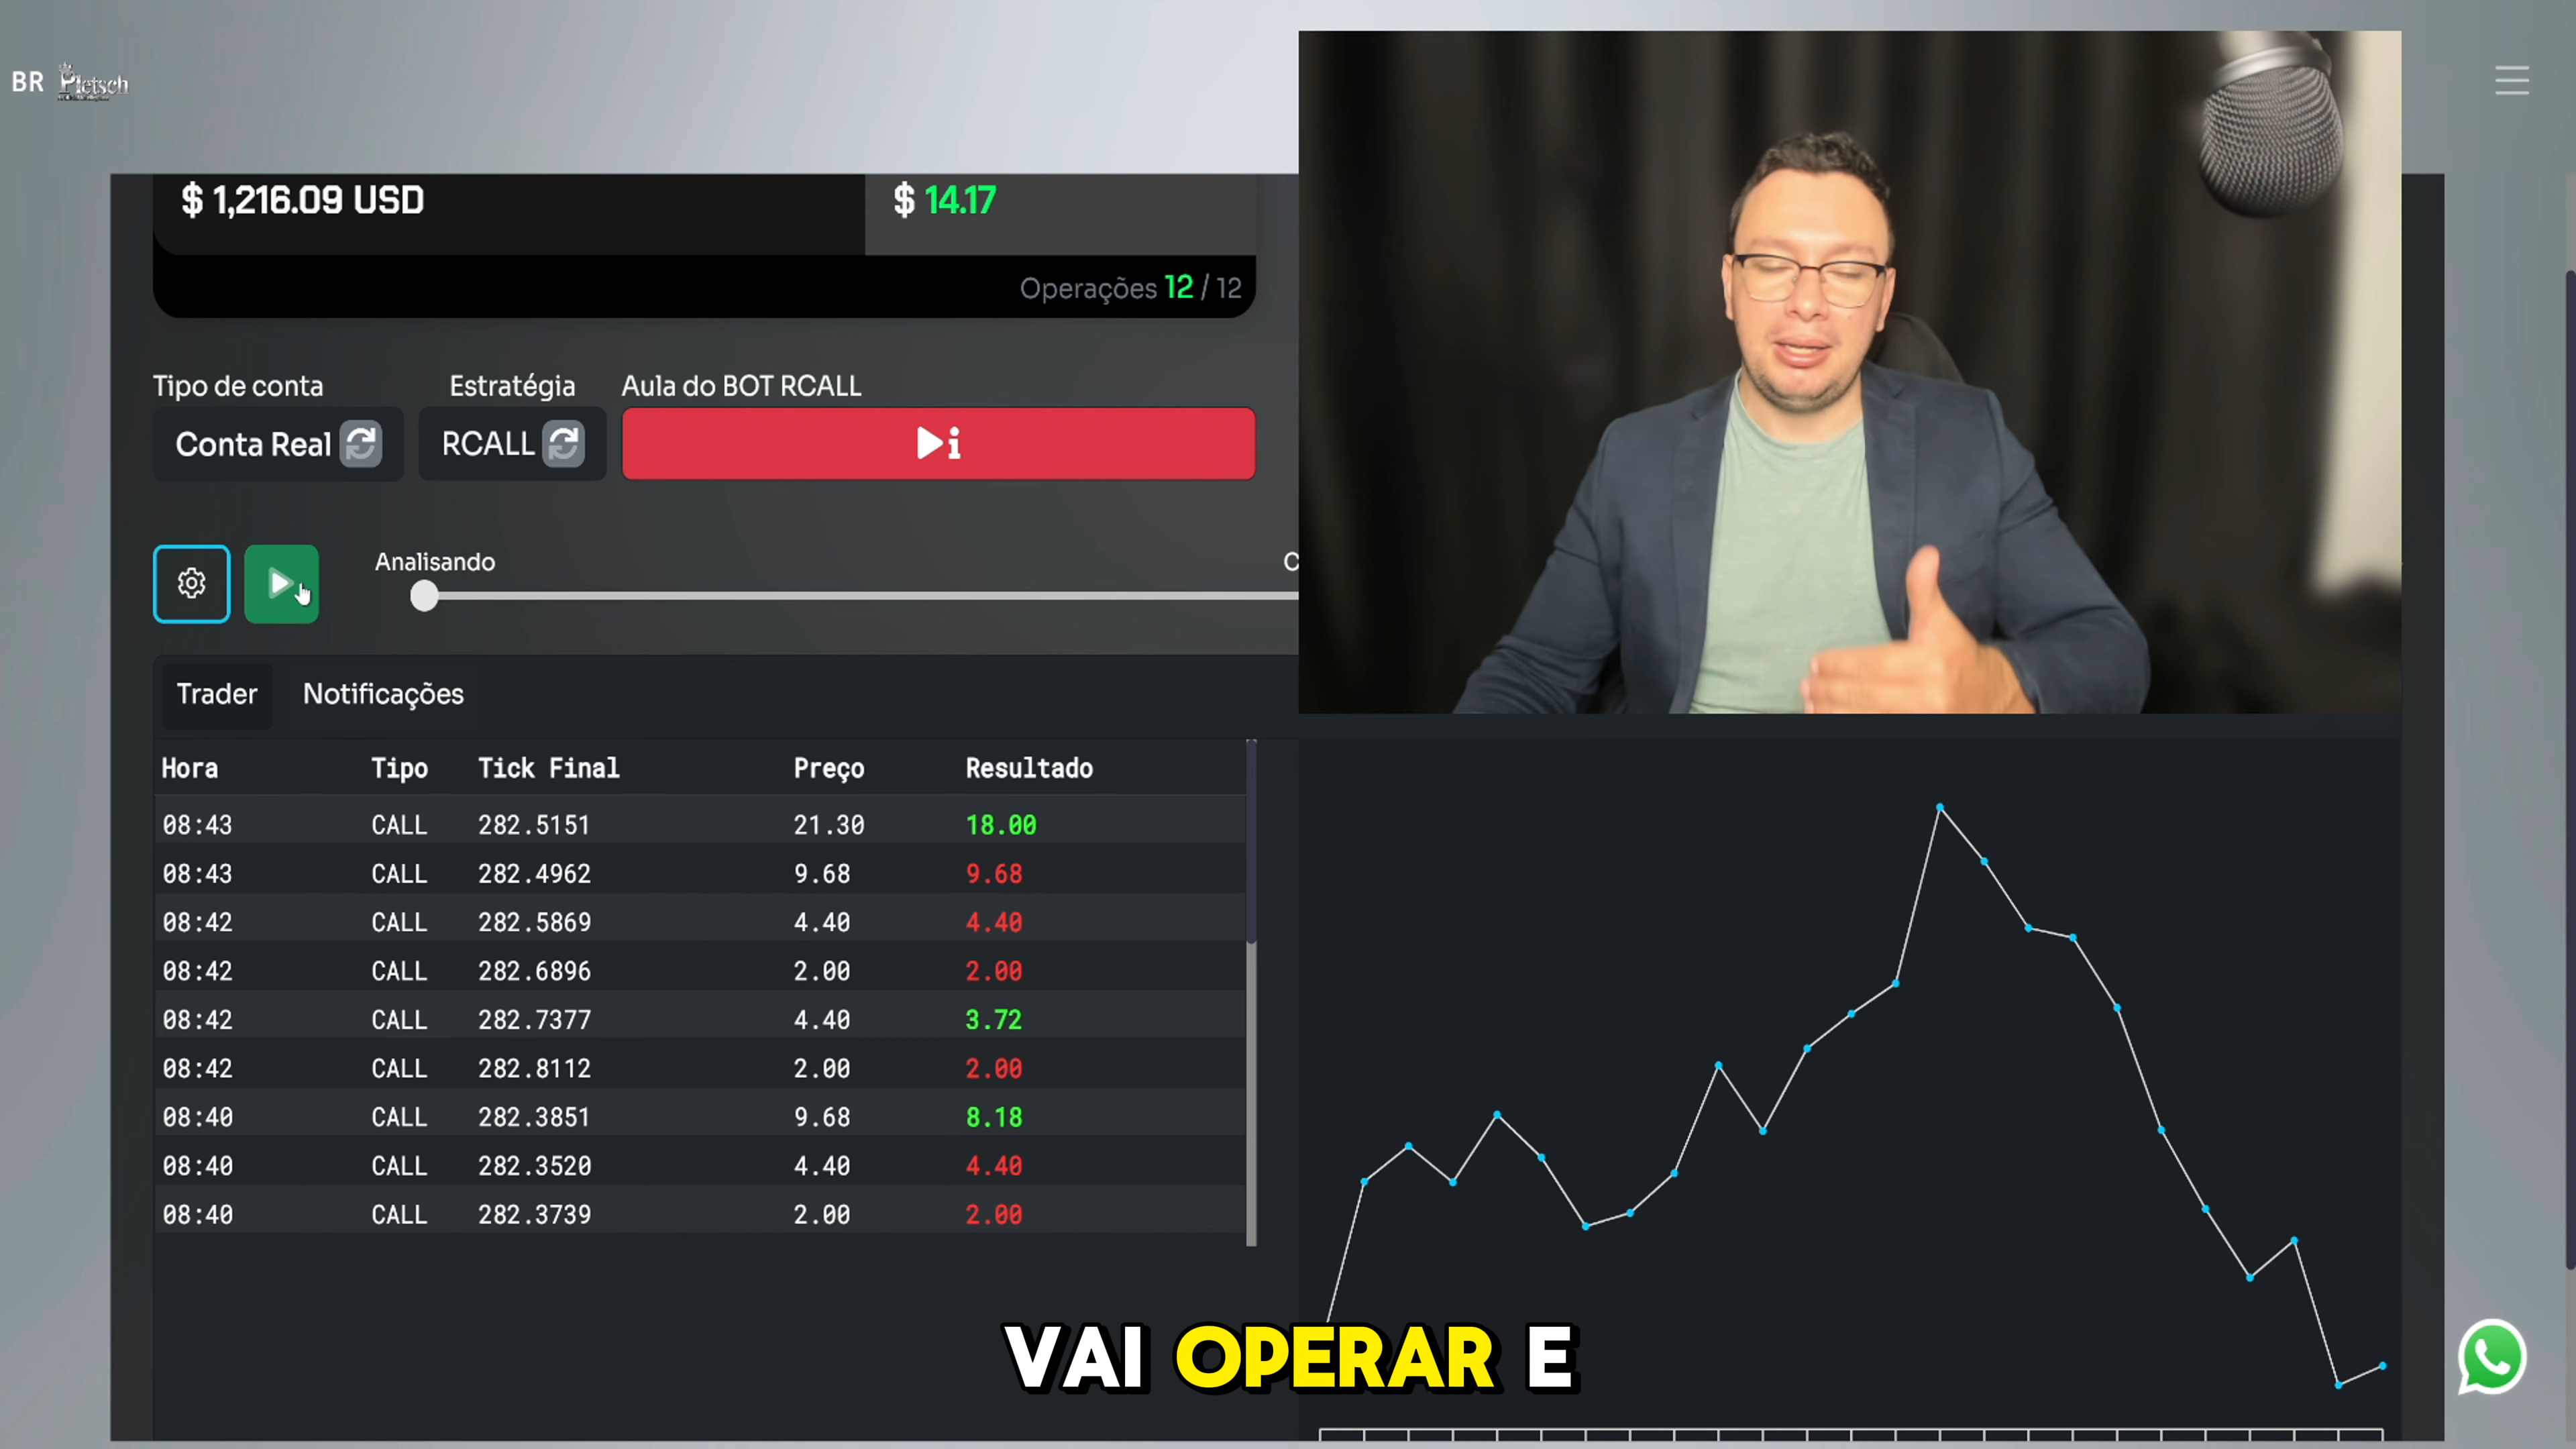 BR Pletsch
$ 1,216.09 USD
$ 14.17
Operações 12 / 12
Tipo de conta
Estratégia
Aula do BOT RCALL
Conta Real
RCALL
Analisando
C
Trader
Notificações
Hora Tipo Tick Final Preço Resultado
08:43 CALL 282.5151 21.30 18.00
08:43 CALL 282.4962 9.68 9.68
08:42 CALL 282.5869 4.40 4.40
08:42 CALL 282.6896 2.00 2.00
08:42 CALL 282.7377 4.40 3.72
08:42 CALL 282.8112 2.00 2.00
08:40 CALL 282.3851 9.68 8.18
08:40 CALL 282.3520 4.40 4.40
08:40 CALL 282.3739 2.00 2.00
VAI OPERAR E